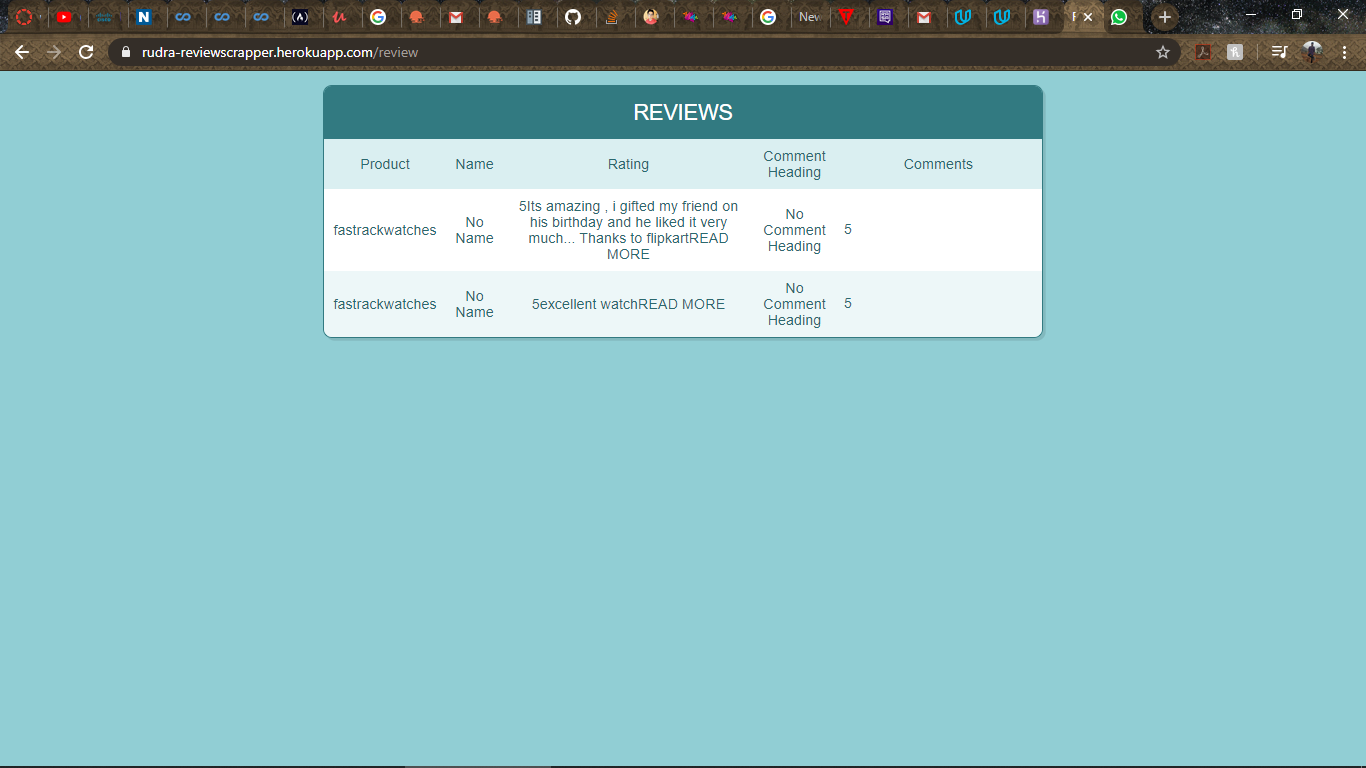 New
rudra-reviewscrapper.herokuapp.com/review
REVIEWS
Product Name Rating Comment Heading Comments
fastrackwatches
No
Name
5Its amazing , i gifted my friend on
his birthday and he liked it very
much... Thanks to flipkartREAD
MORE
No
Comment
Heading
5
fastrackwatches
No
Name
5excellent watchREAD MORE
No
Comment
Heading
5